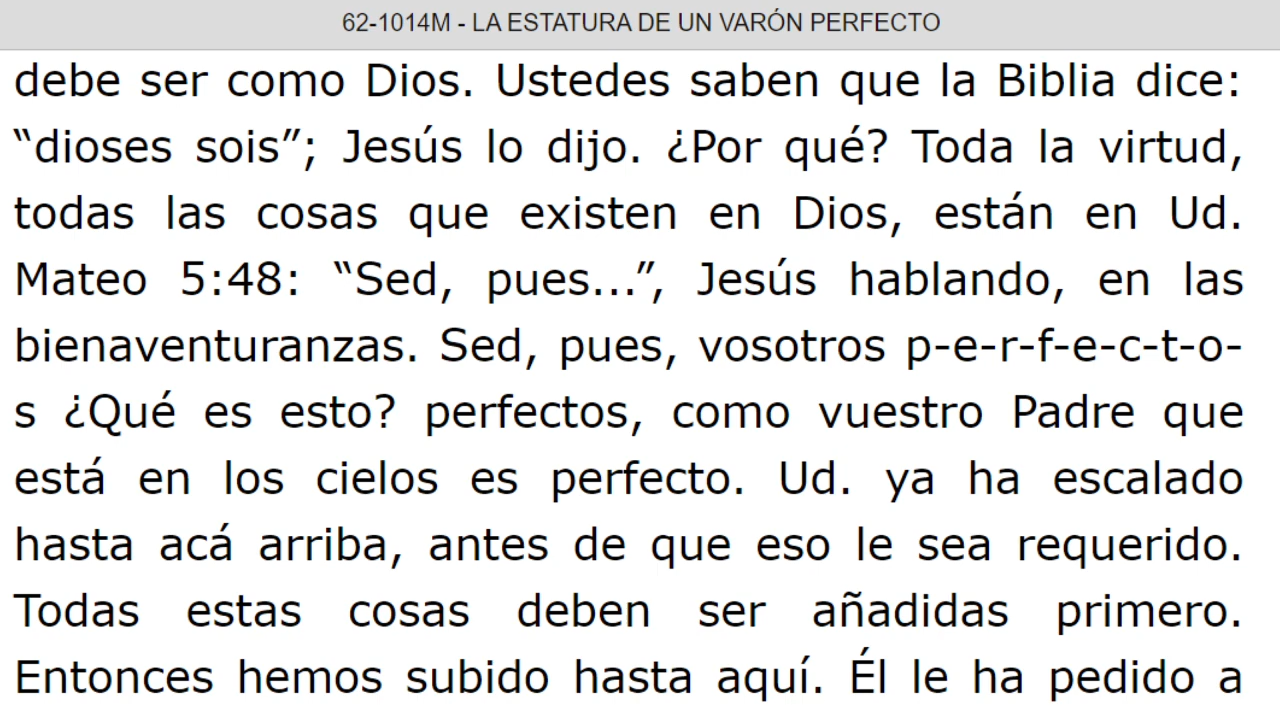 62-1014M - LA ESTATURA DE UN VARÓN PERFECTO
debe ser como Dios. Ustedes saben que la Biblia dice:
“dioses sois”; Jesús lo dijo. ¿Por qué? Toda la virtud,
todas las cosas que existen en Dios, están en Ud.
Mateo 5:48: “Sed, pues...”, Jesús hablando, en las
bienaventuranzas. Sed, pues, vosotros p-e-r-f-e-c-t-o-
s ¿Qué es esto? perfectos, como vuestro Padre que
está en los cielos es perfecto. Ud. ya ha escalado
hasta acá arriba, antes de que eso le sea requerido.
Todas estas cosas deben ser añadidas primero.
Entonces hemos subido hasta aquí. Él le ha pedido a